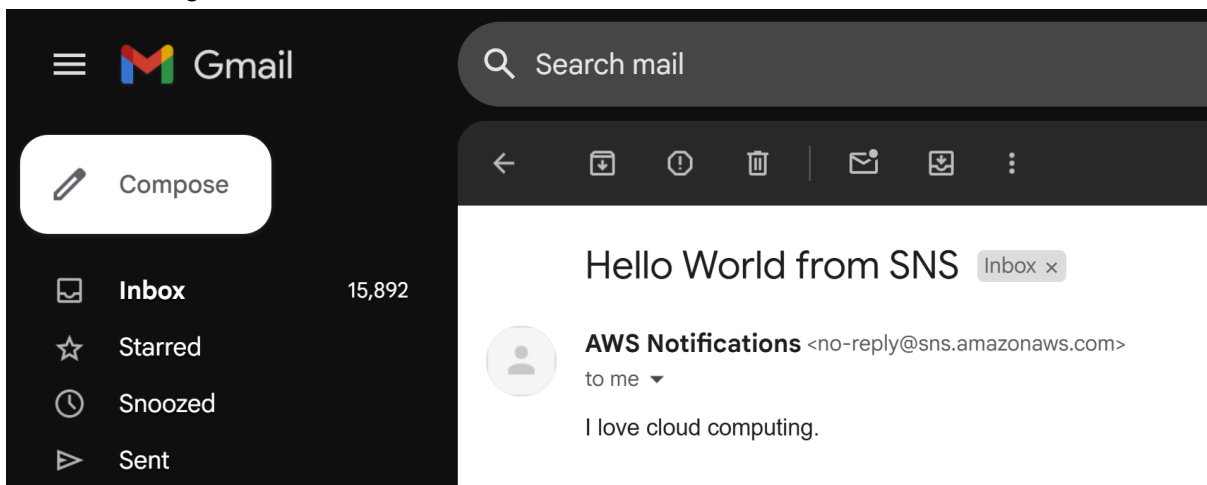 Gmail
Search mail
Compose
Hello World from SNS Inbox ×
Inbox 15,892
AWS Notifications <no-reply@sns.amazonaws.com>
Starred
to me
Snoozed
I love cloud computing.
Sent